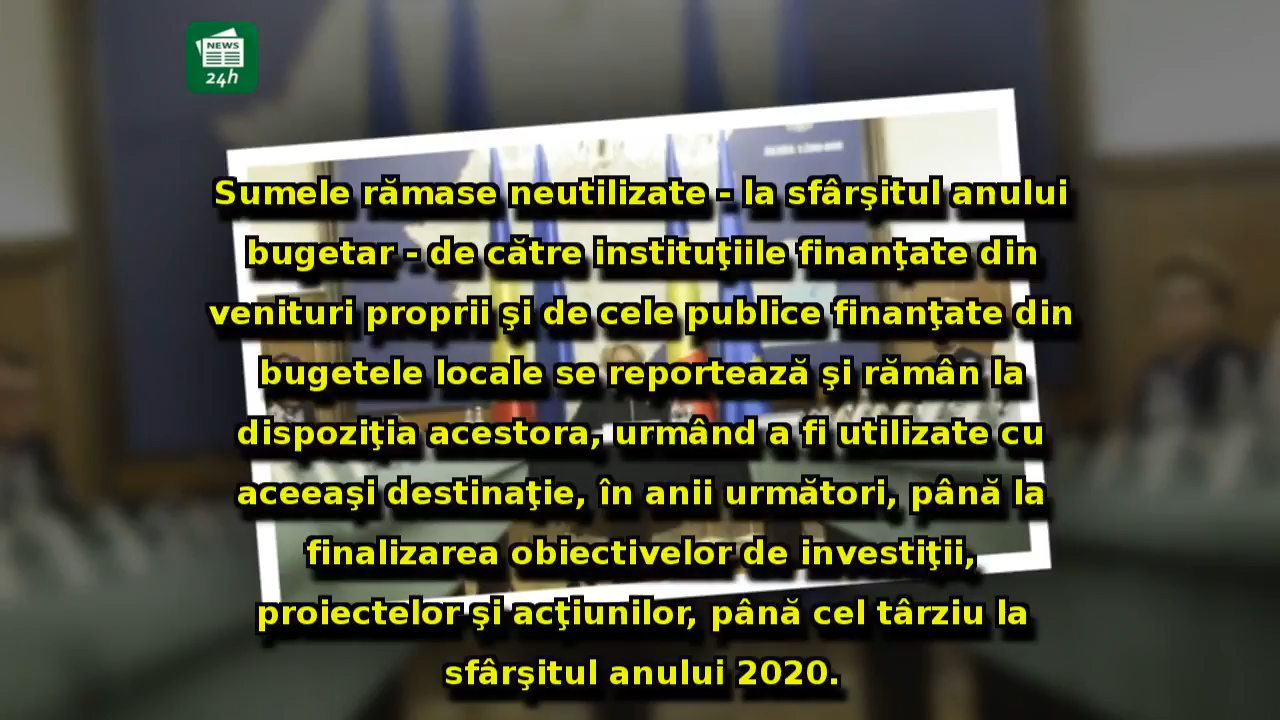 NEWS
24h
Sumele rămase neutilizate - la sfârşitul anului
bugetar - de către instituţiile finanţate din
venituri proprii şi de cele publice finanţate din
bugetele locale se reportează şi rămân la
dispoziţia acestora, urmând a fi utilizate cu
aceeaşi destinaţie, în anii următori, până la
finalizarea obiectivelor de investiţii,
proiectelor şi acţiunilor, până cel târziu la
sfârşitul anului 2020.